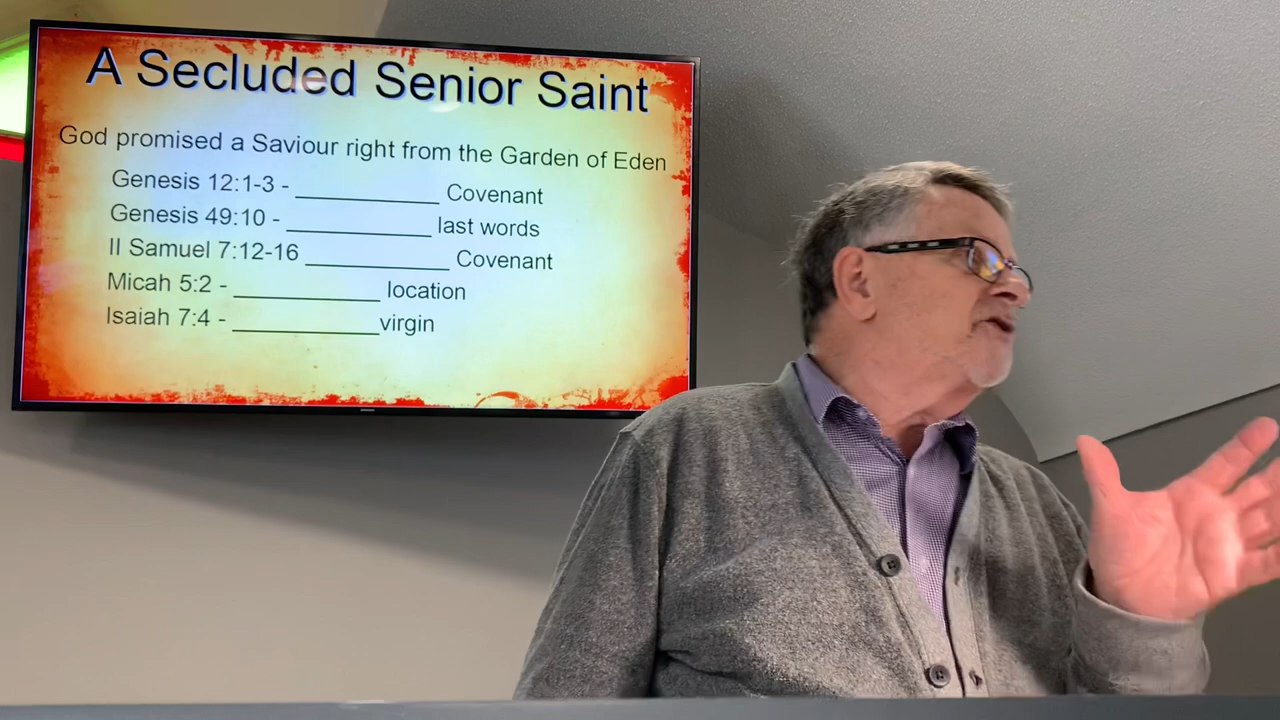 A Secluded Senior Saint
God promised a Saviour right from the Garden of Eden
Genesis 12:1-3 - ____________ Covenant
Genesis 49:10 - ____________ last words
II Samuel 7:12-16 ____________ Covenant
Micah 5:2 - ____________ location
Isaiah 7:4 - ____________virgin